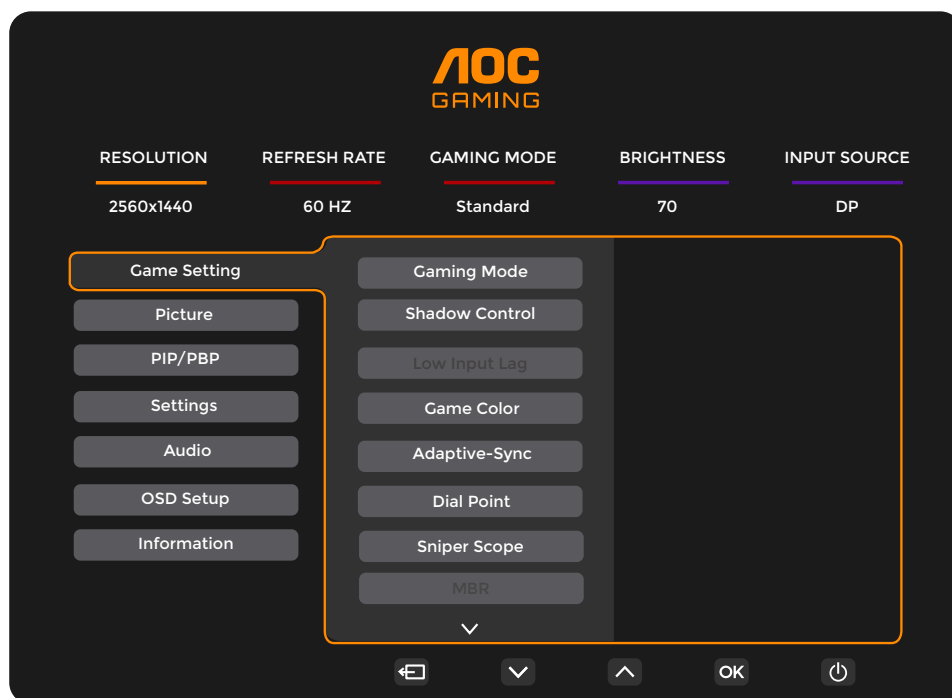 AOC
GAMING
RESOLUTION REFRESH RATE GAMING MODE BRIGHTNESS INPUT SOURCE
2560x1440 60 HZ Standard 70 DP
Game Setting
Picture
PIP/PBP
Settings
Audio
OSD Setup
Information
Gaming Mode
Shadow Control
Low Input Lag
Game Color
Adaptive-Sync
Dial Point
Sniper Scope
MBR
OK